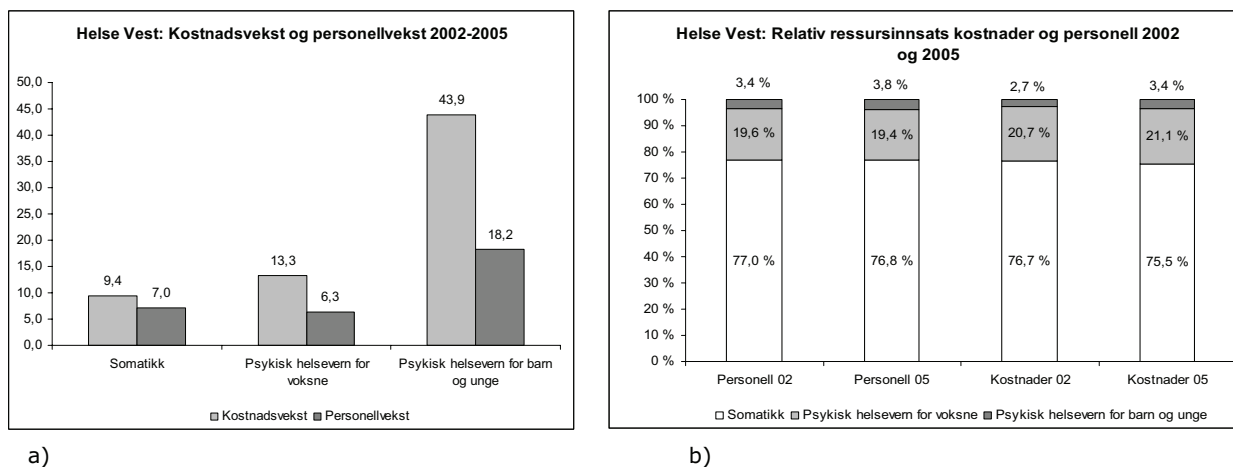 Helse Vest: Kostnadsvekst og personellvekst 2002-2005
50,0
45,0
40,0
35,0
30,0
25,0
20,0
15,0
10,0
5,0
0,0
9,4
7,0
13,3
6,3
43,9
18,2
Somatikk
Psykisk helsevern for
voksne
Psykisk helsevern for barn
og unge
Kostnadsvekst
Personellvekst
a)
Helse Vest: Relativ ressursinnsats kostnader og personell 2002
og 2005
3,4 %
3,8 %
2,7 %
3,4 %
100 %
90 %
80 %
70 %
60 %
50 %
40 %
30 %
20 %
10 %
0 %
19,6 %
19,4 %
20,7 %
21,1 %
77,0 %
76,8 %
76,7 %
75,5 %
Personell 02
Personell 05
Kostnader 02
Kostnader 05
Somatikk
Psykisk helsevern for voksne
Psykisk helsevern for barn og unge
b)